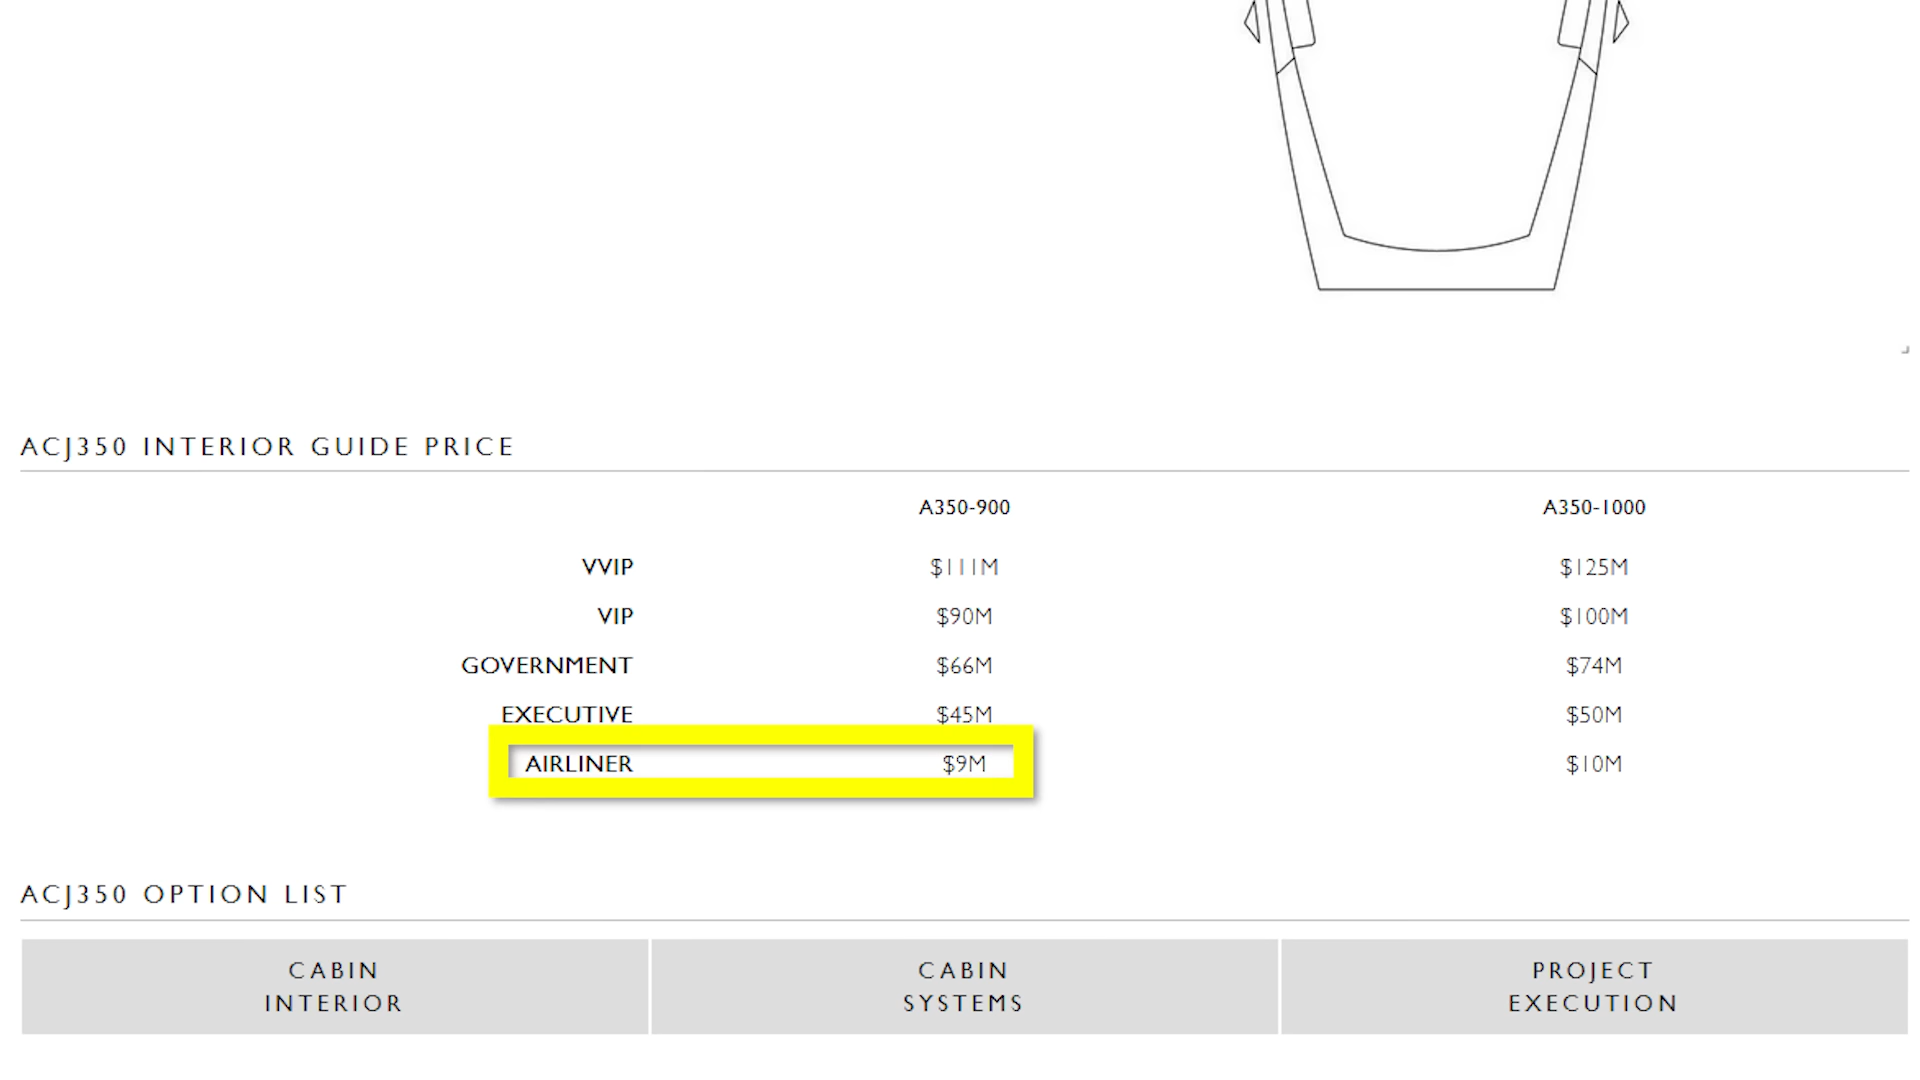 ACJ350 INTERIOR GUIDE PRICE
A350-900 A350-1000
VVIP $111M $125M
VIP $90M $100M
GOVERNMENT $66M $74M
EXECUTIVE $45M $50M
AIRLINER $9M $10M
ACJ350 OPTION LIST
CABIN INTERIOR
CABIN SYSTEMS
PROJECT EXECUTION